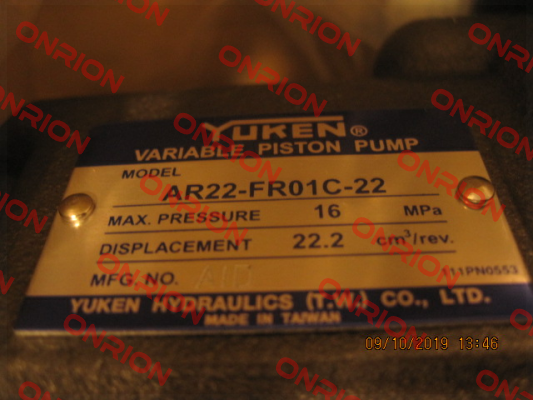 YUKEN®
VARIABLE PISTON PUMP
MODEL
AR22-FR01C-22
MAX. PRESSURE 16 MPa
DISPLACEMENT 22.2 cm³/rev.
MFG. NO.
YUKEN HYDRAULICS (T.W.) CO., LTD.
MADE IN TAIWAN
09/10/2019 13:46
ONRION